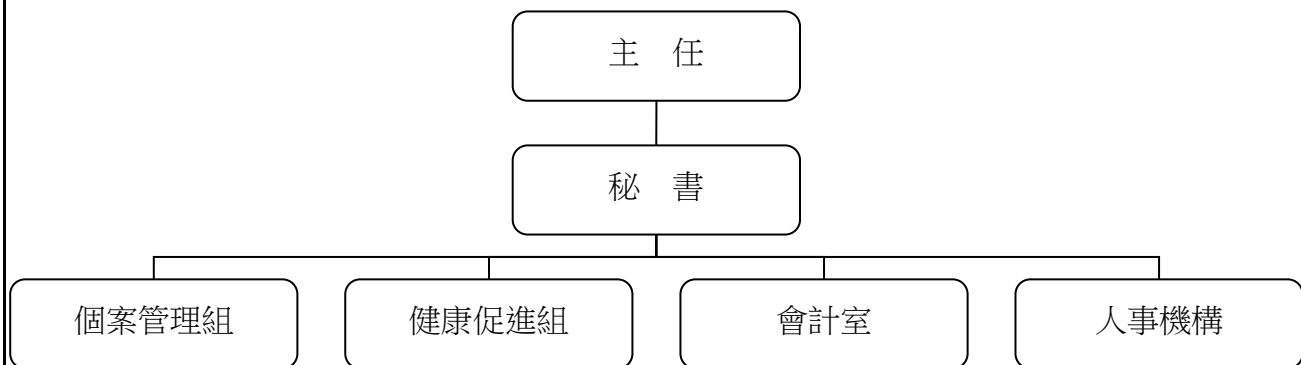 主　任
秘　書
個案管理組
健康促進組
會計室
人事機構